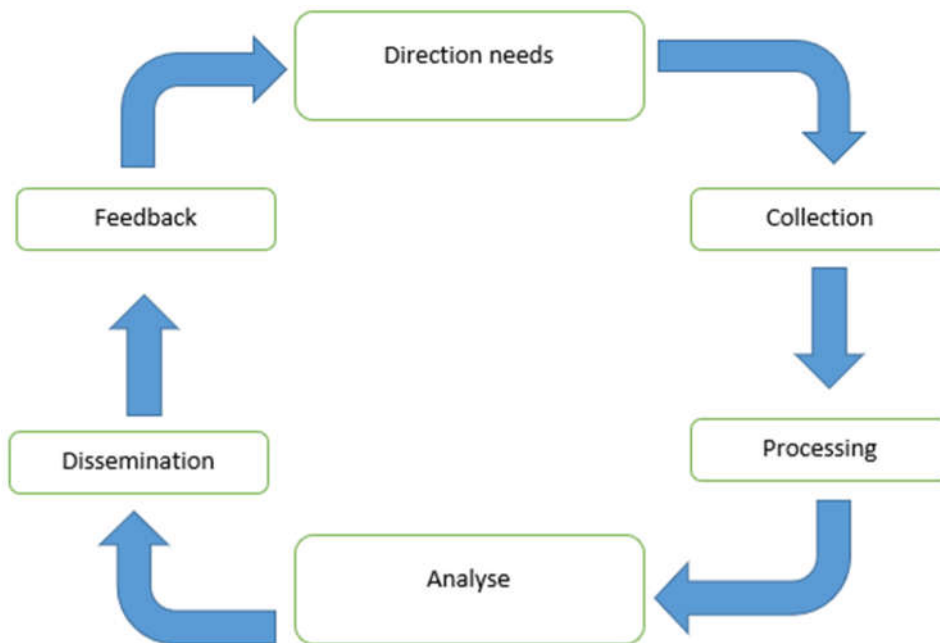 Direction needs
Collection
Processing
Analyse
Dissemination
Feedback